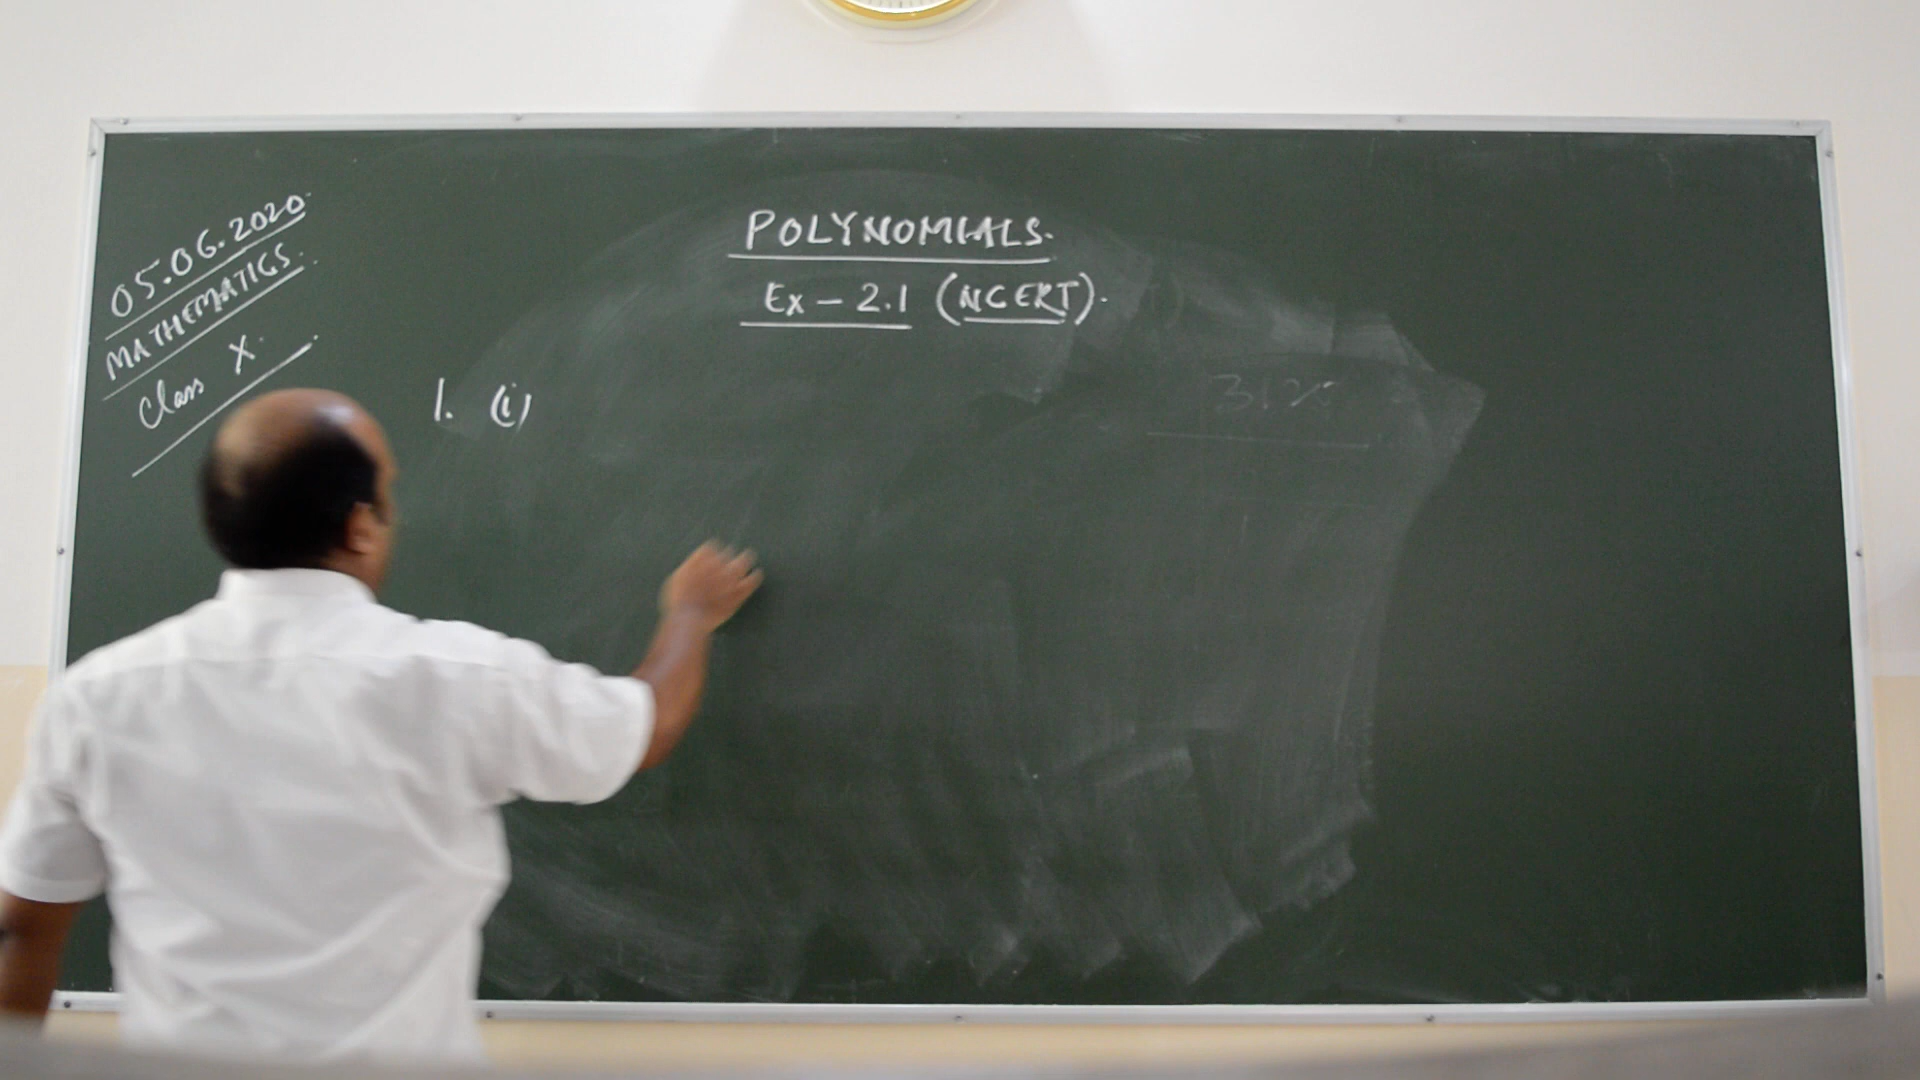 05.06.2020
MATHEMATICS.
Class X.
POLYNOMIALS.
Ex - 2.1 (NCERT).
1. (i)